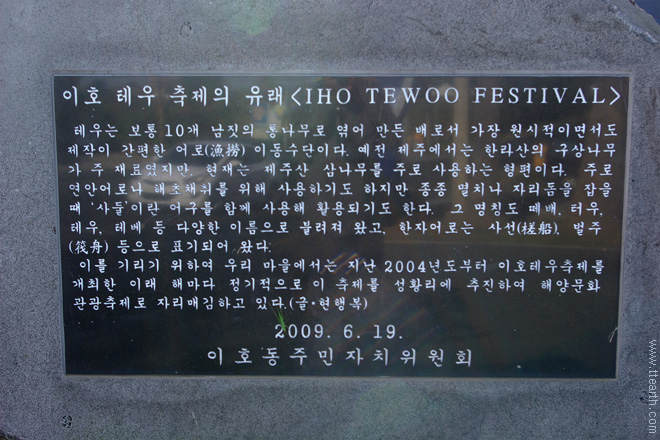 이호 테우 축제의 유래 <IHO TEWOO FESTIVAL>
테우는 보통 10개 남짓의 통나무로 엮어 만든 배로서 가장 원시적이면서도
제작이 간편한 어로(漁撈) 이동수단이다. 예전 제주에서는 한라산의 구상나무
가 주 재료였지만, 현재는 제주산 삼나무를 주로 사용하는 형편이다. 주로
연안어로나 해초채취를 위해 사용하기도 하지만 종종 멸치나 자리돔을 잡을
때 '사들'이란 어구를 함께 사용해 활용되기도 한다. 그 명칭도 떼배, 터우,
테우, 테베 등 다양한 이름으로 불려져 왔고, 한자어로는 사선(槎船), 벌주
(筏舟) 등으로 표기되어 왔다.
이를 기리기 위하여 우리 마을에서는 지난 2004년도부터 이호테우축제를
개최한 이래 해마다 정기적으로 이 축제를 성황리에 추진하여 해양문화
관광축제로 자리매김하고 있다.(글·현행복)
2009. 6. 19.
이호동주민자치위원회
www.ttearth.com